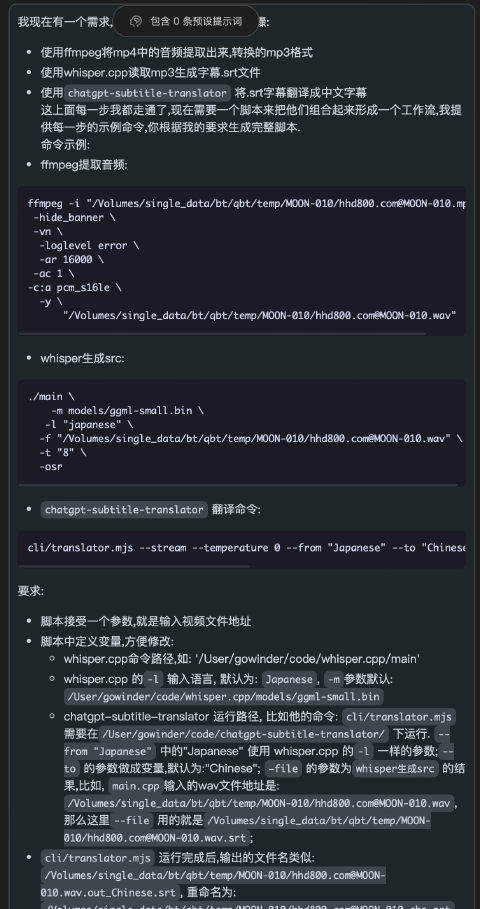 我现在有一个需求,
包含 0 条预设提示词
骤:
使用ffmpeg将mp4中的音频提取出来,转换的mp3格式
使用whisper.cpp读取mp3生成字幕.srt文件
使用 chatgpt-subtitle-translator 将.srt字幕翻译成中文字幕
这上面每一步我都走通了,现在需要一个脚本来把他们组合起来形成一个工作流,我提
供每一步的示例命令,你根据我的要求生成完整脚本.
命令示例:
ffmpeg提取音频:
ffmpeg -i "/Volumes/single_data/bt/qbt/temp/MOON-010/hhd800.com@MOON-010.mp
-hide_banner \
-vn \
-loglevel error \
-ar 16000 \
-ac 1 \
-c:a pcm_s16le \
-y \
"/Volumes/single_data/bt/qbt/temp/MOON-010/hhd800.com@MOON-010.wav"
whisper生成src:
./main \
-m models/ggml-small.bin \
-l "japanese" \
-f "/Volumes/single_data/bt/qbt/temp/MOON-010/hhd800.com@MOON-010.wav" \
-t "8" \
-osr
chatgpt-subtitle-translator 翻译命令:
cli/translator.mjs --stream --temperature 0 --from "Japanese" --to "Chinese
要求:
脚本接受一个参数,就是输入视频文件地址
脚本中定义变量,方便修改:
whisper.cpp命令路径,如: '/User/gowinder/code/whisper.cpp/main'
whisper.cpp 的 -l 输入语言, 默认为: Japanese , -m 参数默认:
/User/gowinder/code/whisper.cpp/models/ggml-small.bin
chatgpt-subtitle-translator 运行路径, 比如他的命令: cli/translator.mjs
需要在 /User/gowinder/code/chatgpt-subtitle-translator/ 下运行. --
from "Japanese" 中的"Japanese" 使用 whisper.cpp 的 -l 一样的参数; --
to 的参数做成变量,默认为:"Chinese"; —file 的参数为 whisper生成src 的结
果,比如, main.cpp 输入的wav文件地址是:
/Volumes/single_data/bt/qbt/temp/MOON-010/hhd800.com@MOON-010.wav ,
那么这里 --file 用的就是 /Volumes/single_data/bt/qbt/temp/MOON-
010/hhd800.com@MOON-010.wav.srt ;
cli/translator.mjs 运行完成后,输出的文件名类似:
/Volumes/single_data/bt/qbt/temp/MOON-010/hhd800.com@MOON-
010.wav.out_Chinese.srt , 重命名为: